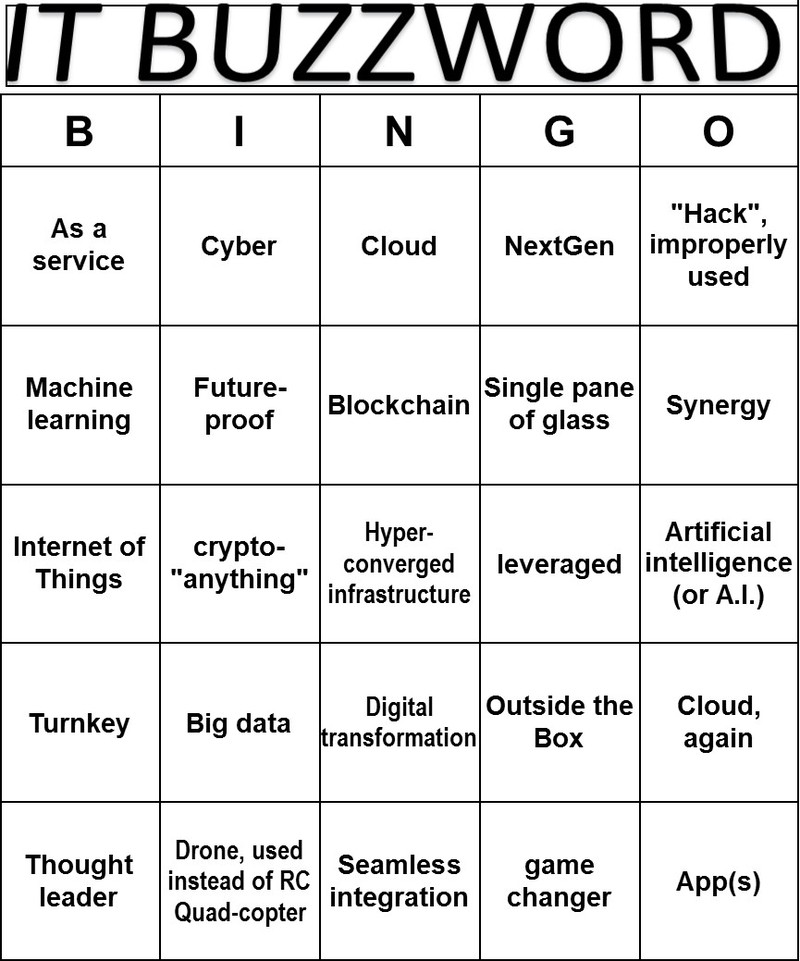 IT BUZZWORD
B I N G O
As a
service
Cyber
Cloud
NextGen
"Hack",
improperly
used
Machine
learning
Future-
proof
Blockchain
Single pane
of glass
Synergy
Internet of
Things
crypto-
"anything"
Hyper-
converged
infrastructure
leveraged
Artificial
intelligence
(or A.I.)
Turnkey
Big data
Digital
transformation
Outside the
Box
Cloud,
again
Thought
leader
Drone, used
instead of RC
Quad-copter
Seamless
integration
game
changer
App(s)